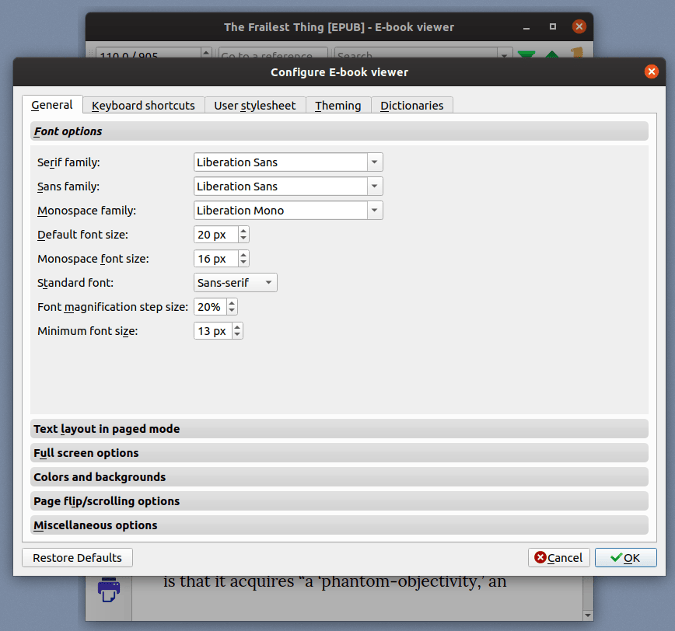 The Frailest Thing [EPUB] - E-book viewer
110.0 / 905 Go to a reference Search
Configure E-book viewer
General Keyboard shortcuts User stylesheet Theming Dictionaries
Font options
Serif family: Liberation Sans
Sans family: Liberation Sans
Monospace family: Liberation Mono
Default font size: 20 px
Monospace font size: 16 px
Standard font: Sans-serif
Font magnification step size: 20%
Minimum font size: 13 px
Text layout in paged mode
Full screen options
Colors and backgrounds
Page flip/scrolling options
Miscellaneous options
Restore Defaults Cancel OK
is that it acquires “a ‘phantom-objectivity,’ an